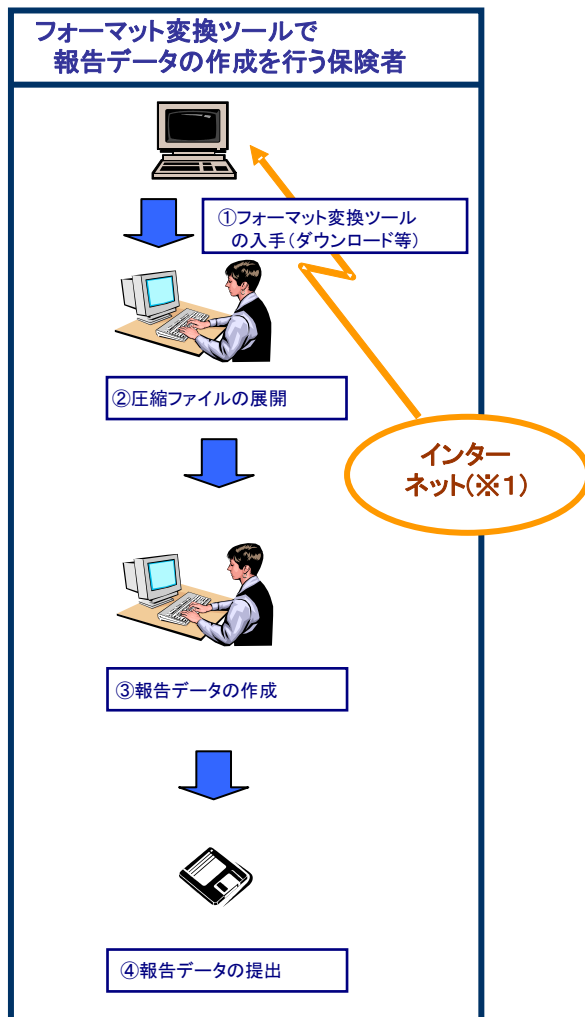 フォーマット変換ツールで
報告データの作成を行う保険者
①フォーマット変換ツール
の入手(ダウンロード等)
②圧縮ファイルの展開
インター
ネット(※1)
③報告データの作成
④報告データの提出